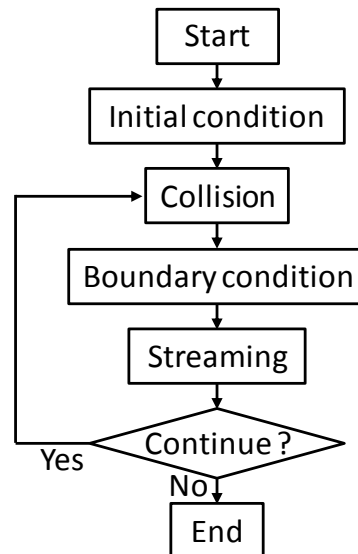 Start
Initial condition
Collision
Boundary condition
Streaming
Continue ?
Yes
No
End